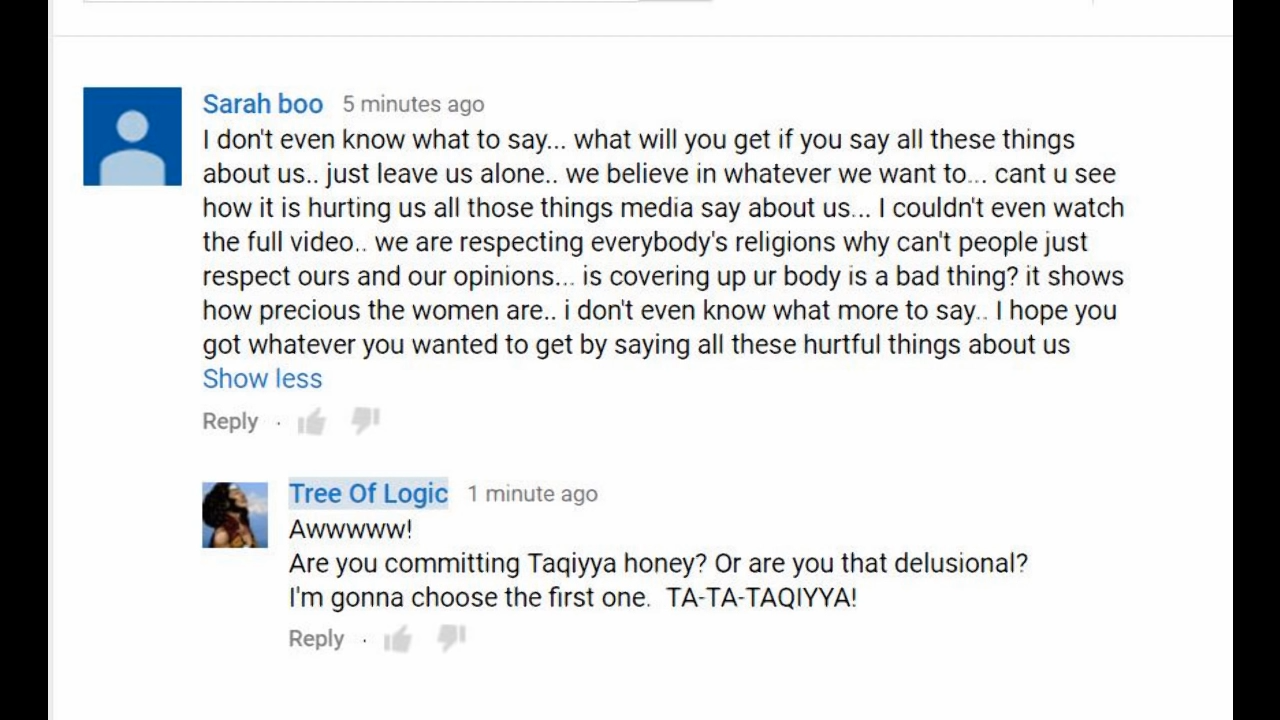 Sarah boo 5 minutes ago
I don't even know what to say... what will you get if you say all these things
about us.. just leave us alone.. we believe in whatever we want to... cant u see
how it is hurting us all those things media say about us... I couldn't even watch
the full video.. we are respecting everybody's religions why can't people just
respect ours and our opinions... is covering up ur body is a bad thing? it shows
how precious the women are.. i don't even know what more to say.. I hope you
got whatever you wanted to get by saying all these hurtful things about us
Show less
Reply ·
Tree Of Logic 1 minute ago
Awwwww!
Are you committing Taqiyya honey? Or are you that delusional?
I'm gonna choose the first one.  TA-TA-TAQIYYA!
Reply ·